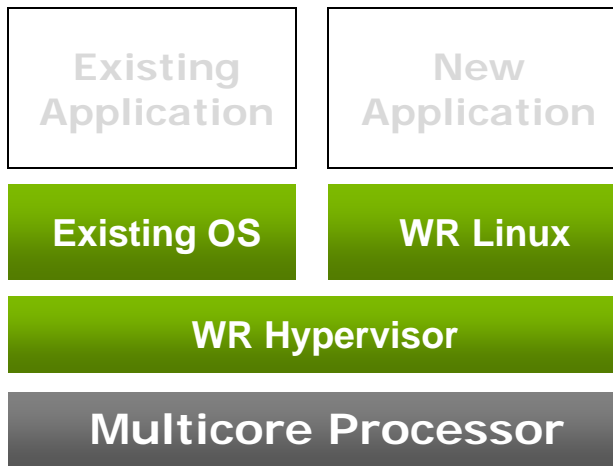 Existing
Application
New
Application
Existing OS
WR Linux
WR Hypervisor
Multicore Processor